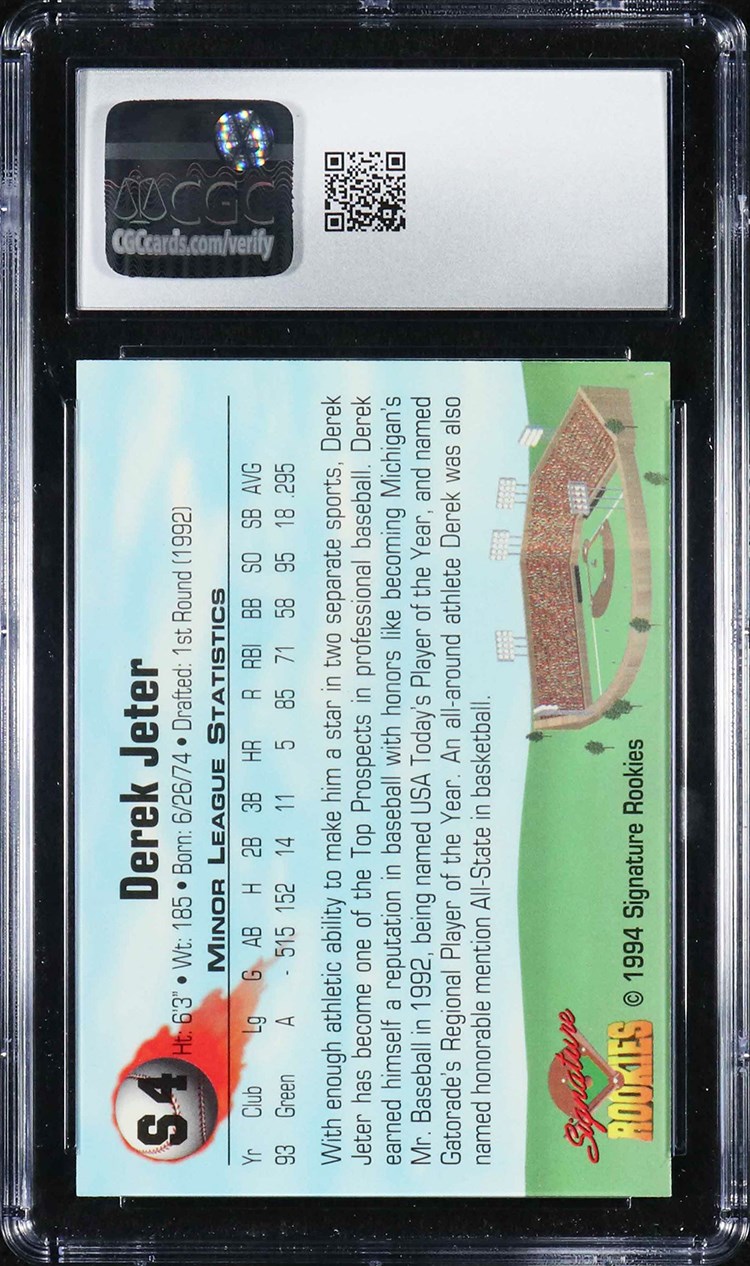 CGC
CGCcards.com/verify
S4
Derek Jeter
Ht: 6'3" • Wt: 185 • Born: 6/26/74 • Drafted: 1st Round (1992)
MINOR LEAGUE STATISTICS
Yr Club Lg G AB H 2B 3B HR R RBI BB SO SB AVG
93 Green A - 515 152 14 11 5 85 71 58 95 18 .295
With enough athletic ability to make him a star in two separate sports, Derek
Jeter has become one of the Top Prospects in professional baseball. Derek
earned himself a reputation in baseball with honors like becoming Michigan's
Mr. Baseball in 1992, being named USA Today's Player of the Year, and named
Gatorade's Regional Player of the Year. An all-around athlete Derek was also
named honorable mention All-State in basketball.
Signature
ROOKIES
© 1994 Signature Rookies